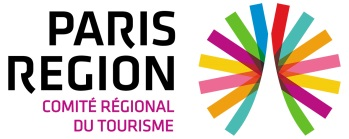 PARIS
REGION
COMITÉ RÉGIONAL
DU TOURISME